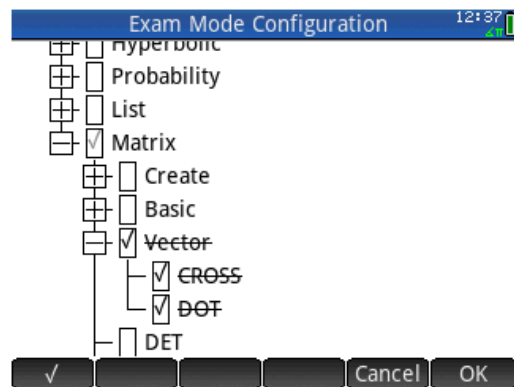 Exam Mode Configuration 12:37
∠π
Hyperbolic
Probability
List
Matrix
Create
Basic
Vector
CROSS
DOT
DET
√ Cancel OK